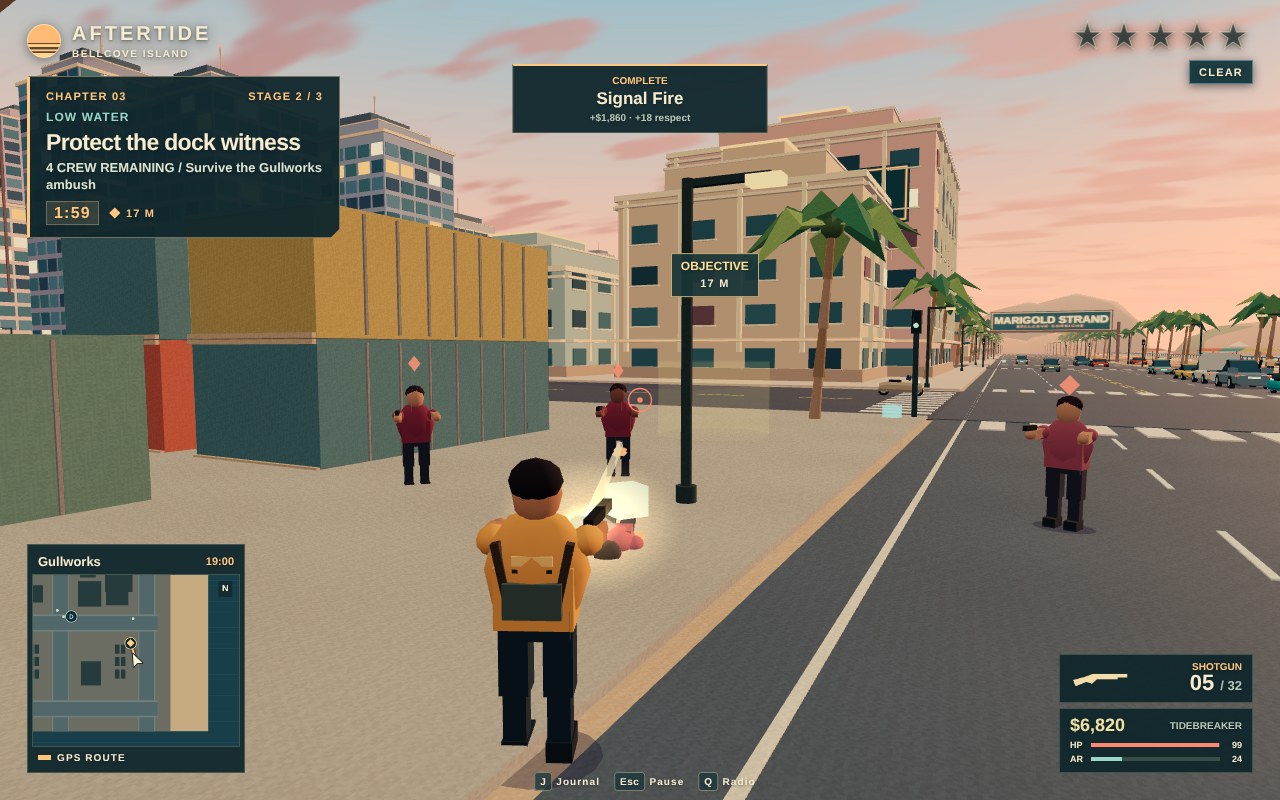 AFTERTIDE
BELLCOVE ISLAND
CHAPTER 03
STAGE 2 / 3
LOW WATER
Protect the dock witness
4 CREW REMAINING / Survive the Gullworks
ambush
1:59
17 M
COMPLETE
Signal Fire
+$1,860 · +18 respect
CLEAR
OBJECTIVE
17 M
MARIGOLD STRAND
Gullworks
19:00
N
D
GPS ROUTE
SHOTGUN
05 / 32
$6,820
TIDEBREAKER
HP
99
AR
24
J Journal
Esc Pause
Q Radio